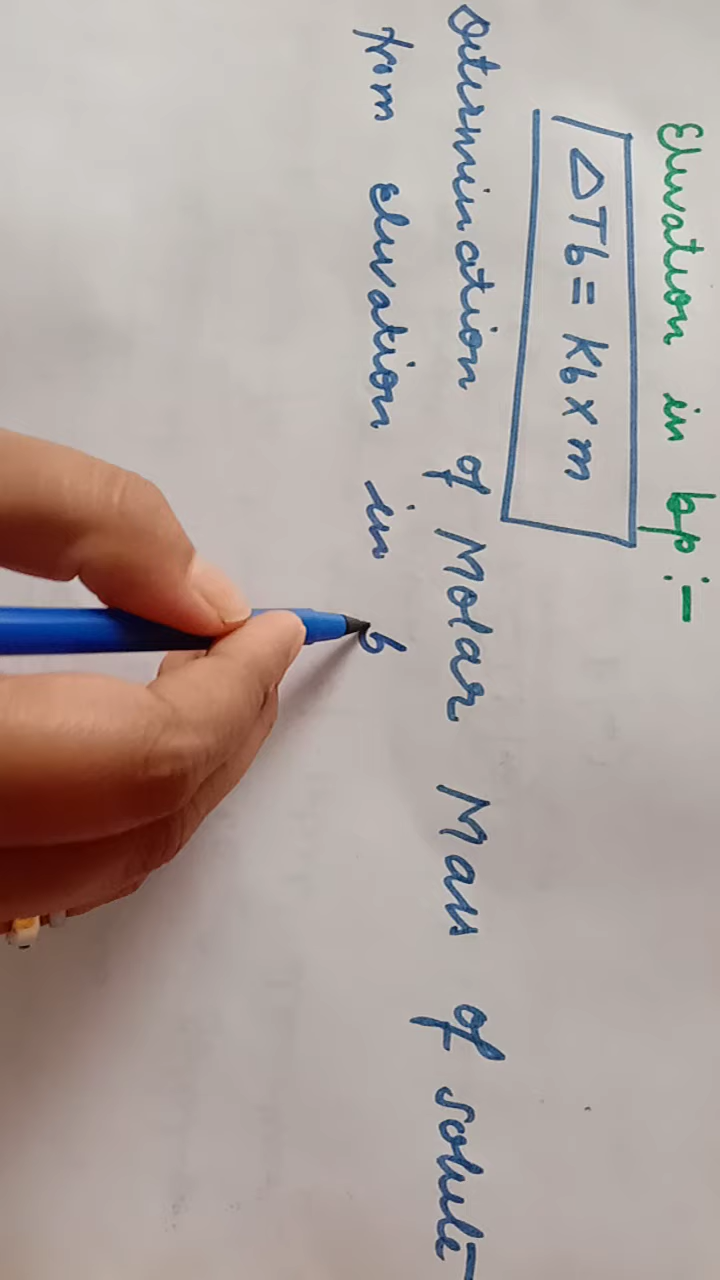 Elevation in bp :-
ΔTb = Kb x m
Determination of Molar Mass of solute
from elevation in b